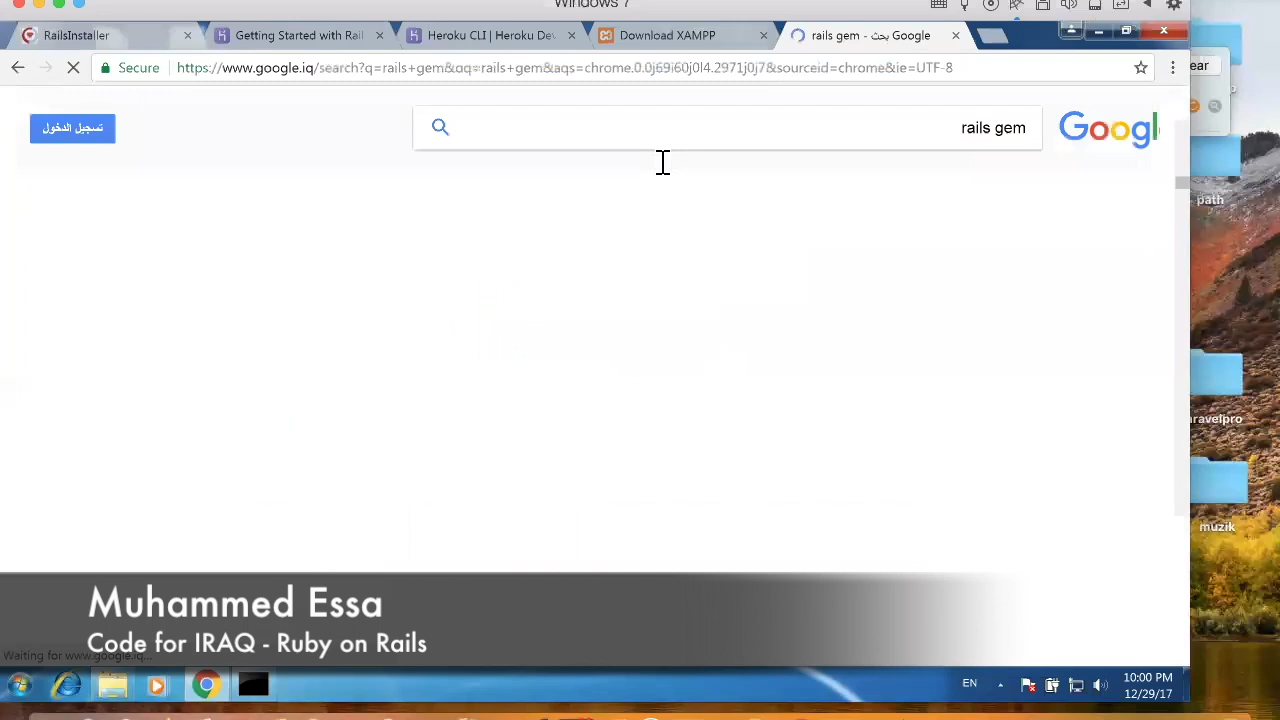 Windows 7
RailsInstaller
Getting Started with Rai
Heroku CLI | Heroku Dev
Download XAMPP
rails gem - بحث Google
Secure
https://www.google.iq/search?q=rails+gem&oq=rails+gem&aqs=chrome.0.0j69i60j0l4.2971j0j7&sourceid=chrome&ie=UTF-8
ear
تسجيل الدخول
rails gem
Googl
path
ravelpro
muzik
Muhammed Essa
Code for IRAQ - Ruby on Rails
Waiting for www.google.iq...
EN
10:00 PM
12/29/17